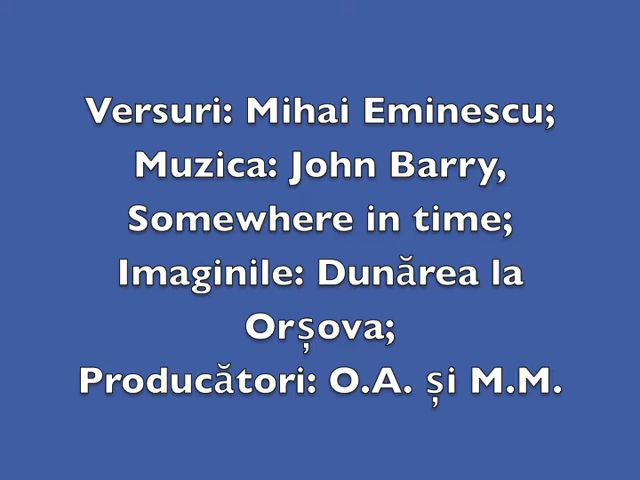 Versuri: Mihai Eminescu;
Muzica: John Barry,
Somewhere in time;
Imaginile: Dunărea la
Orșova;
Producători: O.A. și M.M.